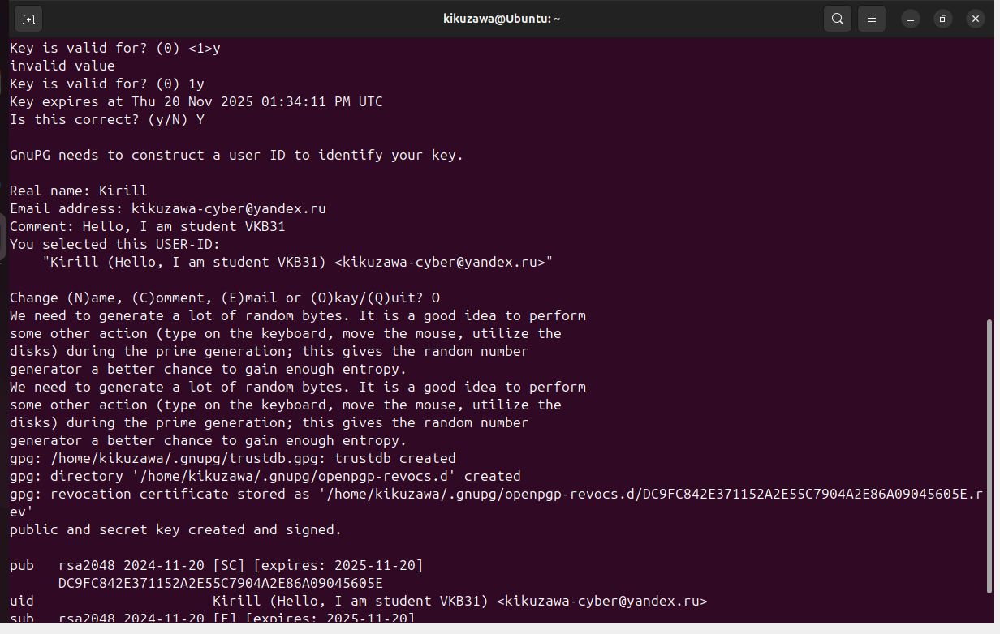 kikuzawa@Ubuntu: ~
Key is valid for? (0) <1>y
invalid value
Key is valid for? (0) 1y
Key expires at Thu 20 Nov 2025 01:34:11 PM UTC
Is this correct? (y/N) Y
GnuPG needs to construct a user ID to identify your key.
Real name: Kirill
Email address: kikuzawa-cyber@yandex.ru
Comment: Hello, I am student VKB31
You selected this USER-ID:
"Kirill (Hello, I am student VKB31) <kikuzawa-cyber@yandex.ru>"
Change (N)ame, (C)omment, (E)mail or (O)kay/(Q)uit? O
We need to generate a lot of random bytes. It is a good idea to perform
some other action (type on the keyboard, move the mouse, utilize the
disks) during the prime generation; this gives the random number
generator a better chance to gain enough entropy.
We need to generate a lot of random bytes. It is a good idea to perform
some other action (type on the keyboard, move the mouse, utilize the
disks) during the prime generation; this gives the random number
generator a better chance to gain enough entropy.
gpg: /home/kikuzawa/.gnupg/trustdb.gpg: trustdb created
gpg: directory '/home/kikuzawa/.gnupg/openpgp-revocs.d' created
gpg: revocation certificate stored as '/home/kikuzawa/.gnupg/openpgp-revocs.d/DC9FC842E371152A2E55C7904A2E86A09045605E.r
ev'
public and secret key created and signed.
pub   rsa2048 2024-11-20 [SC] [expires: 2025-11-20]
DC9FC842E371152A2E55C7904A2E86A09045605E
uid                      Kirill (Hello, I am student VKB31) <kikuzawa-cyber@yandex.ru>
sub   rsa2048 2024-11-20 [E] [expires: 2025-11-20]